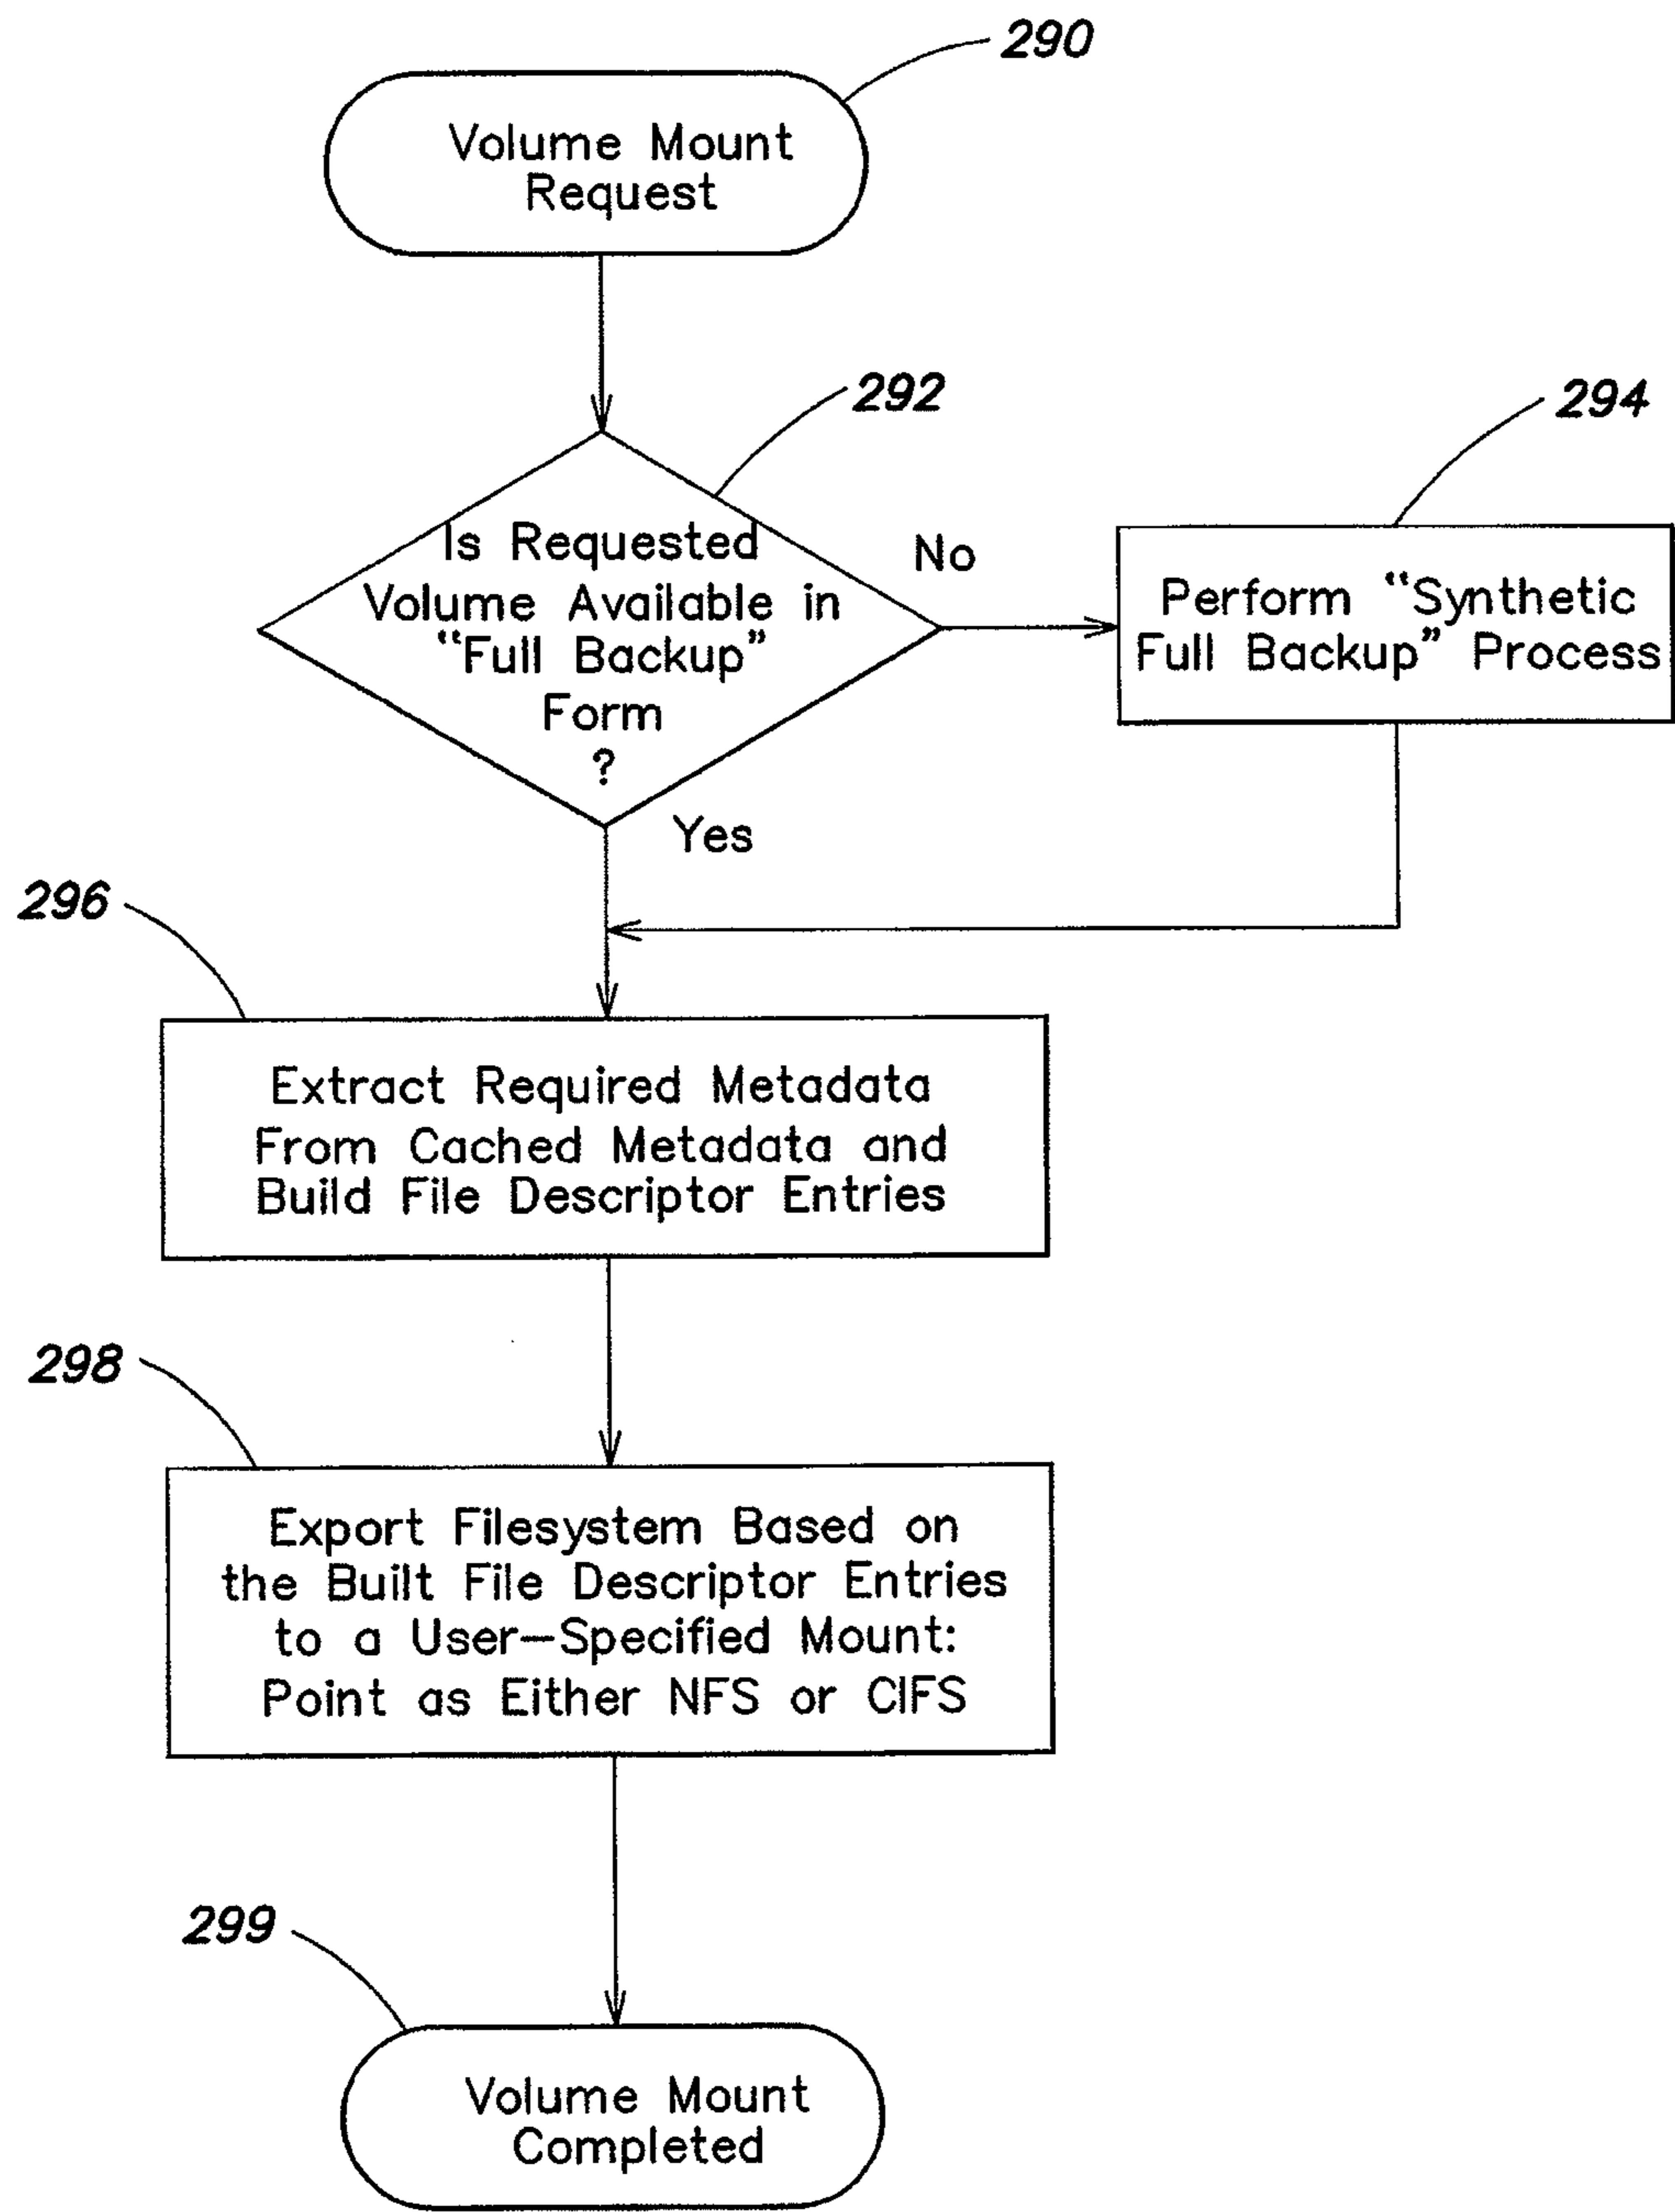 290
Volume Mount
Request
292
294
Is Requested
Volume Available in
“Full Backup”
Form
?
No
Perform “Synthetic
Full Backup” Process
Yes
296
Extract Required Metadata
From Cached Metadata and
Build File Descriptor Entries
298
Export Filesystem Based on
the Built File Descriptor Entries
to a User–Specified Mount:
Point as Either NFS or CIFS
299
Volume Mount
Completed